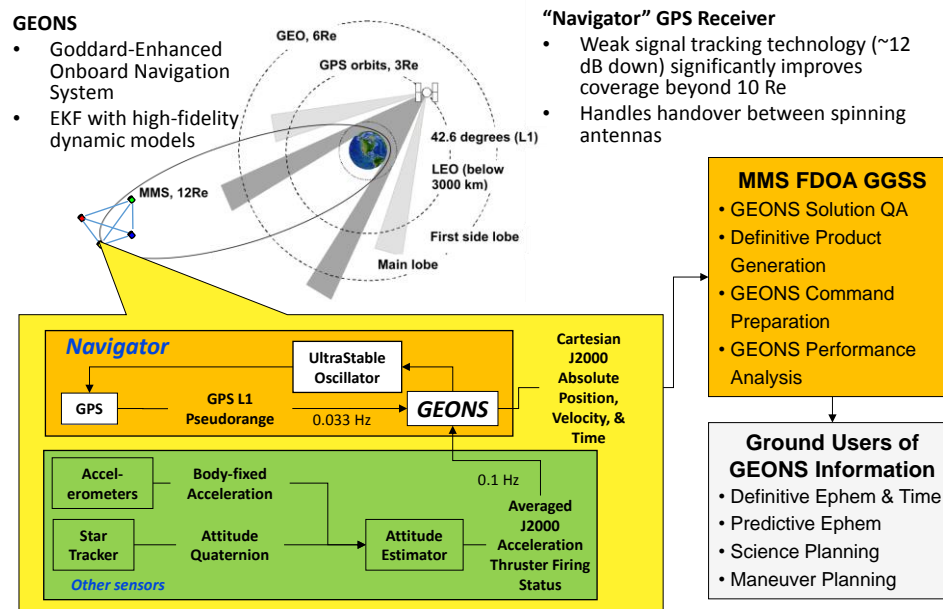 GEONS
• Goddard-Enhanced
Onboard Navigation
System
• EKF with high-fidelity
dynamic models
GEO, 6Re
GPS orbits, 3Re
42.6 degrees (L1)
LEO (below
3000 km)
MMS, 12Re
First side lobe
Main lobe
“Navigator” GPS Receiver
• Weak signal tracking technology (~12
dB down) significantly improves
coverage beyond 10 Re
• Handles handover between spinning
antennas
Navigator
UltraStable
Oscillator
GPS
GPS L1
Pseudorange
0.033 Hz
GEONS
Cartesian
J2000
Absolute
Position,
Velocity, &
Time
Accel-
erometers
Body-fixed
Acceleration
Star
Tracker
Attitude
Quaternion
Attitude
Estimator
0.1 Hz
Averaged
J2000
Acceleration
Thruster Firing
Status
Other sensors
MMS FDOA GGSS
• GEONS Solution QA
• Definitive Product
Generation
• GEONS Command
Preparation
• GEONS Performance
Analysis
Ground Users of
GEONS Information
• Definitive Ephem & Time
• Predictive Ephem
• Science Planning
• Maneuver Planning